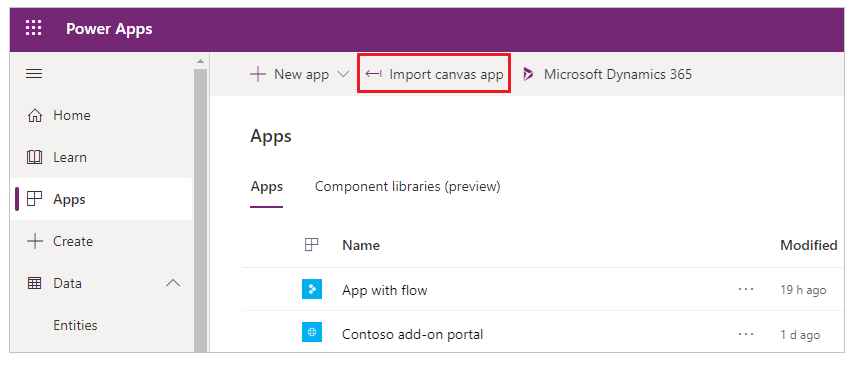 Power Apps
New app
Import canvas app
Microsoft Dynamics 365
Home
Learn
Apps
Create
Data
Entities
Apps
Apps
Component libraries (preview)
Name
Modified
App with flow
19 h ago
Contoso add-on portal
1 d ago